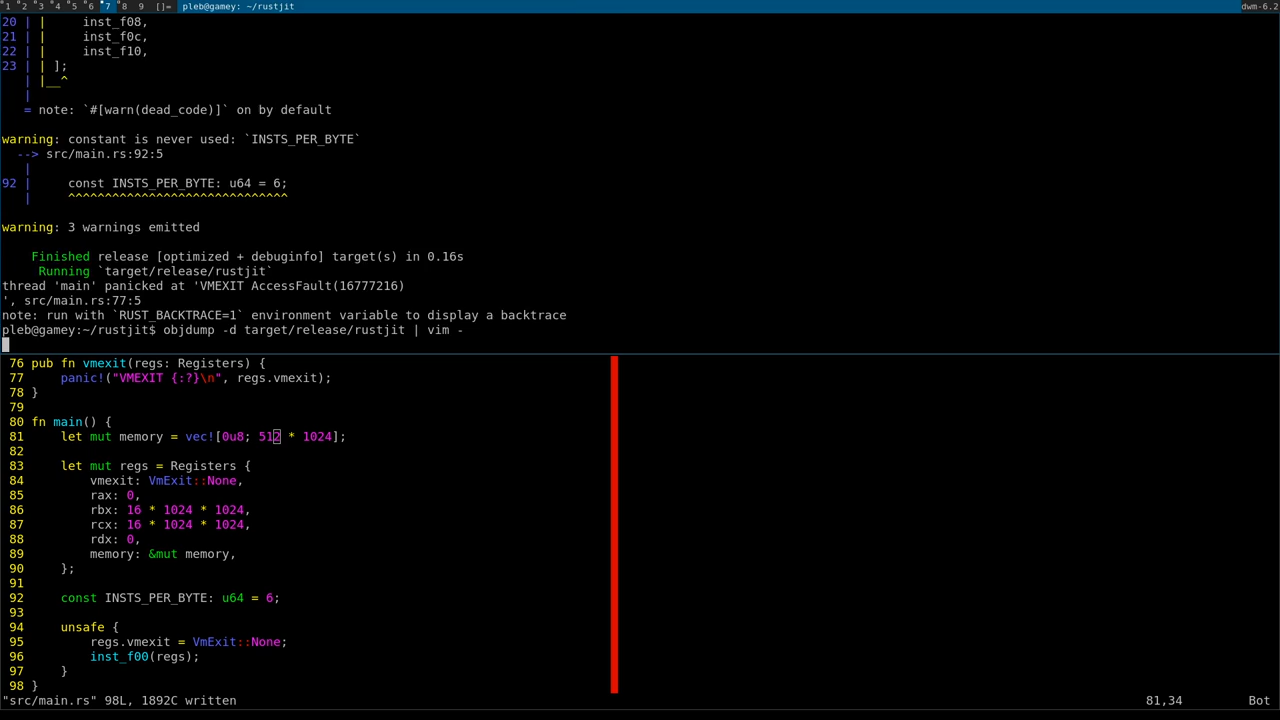 1 2 3 4 5 6 7 8 9 []= pleb@gamey: ~/rustjit dwm-6.2
20 | |     inst_f08,
21 | |     inst_f0c,
22 | |     inst_f10,
23 | | ];
   | |__^
   |
   = note: `#[warn(dead_code)]` on by default
warning: constant is never used: `INSTS_PER_BYTE`
  --> src/main.rs:92:5
   |
92 |     const INSTS_PER_BYTE: u64 = 6;
   |     ^^^^^^^^^^^^^^^^^^^^^^^^^^^^^^
warning: 3 warnings emitted
    Finished release [optimized + debuginfo] target(s) in 0.16s
     Running `target/release/rustjit`
thread 'main' panicked at 'VMEXIT AccessFault(16777216)
', src/main.rs:77:5
note: run with `RUST_BACKTRACE=1` environment variable to display a backtrace
pleb@gamey:~/rustjit$ objdump -d target/release/rustjit | vim -
76 pub fn vmexit(regs: Registers) {
77     panic!("VMEXIT {:?}\n", regs.vmexit);
78 }
79
80 fn main() {
81     let mut memory = vec![0u8; 512 * 1024];
82
83     let mut regs = Registers {
84         vmexit: VmExit::None,
85         rax: 0,
86         rbx: 16 * 1024 * 1024,
87         rcx: 16 * 1024 * 1024,
88         rdx: 0,
89         memory: &mut memory,
90     };
91
92     const INSTS_PER_BYTE: u64 = 6;
93
94     unsafe {
95         regs.vmexit = VmExit::None;
96         inst_f00(regs);
97     }
98 }
"src/main.rs" 98L, 1892C written 81,34 Bot